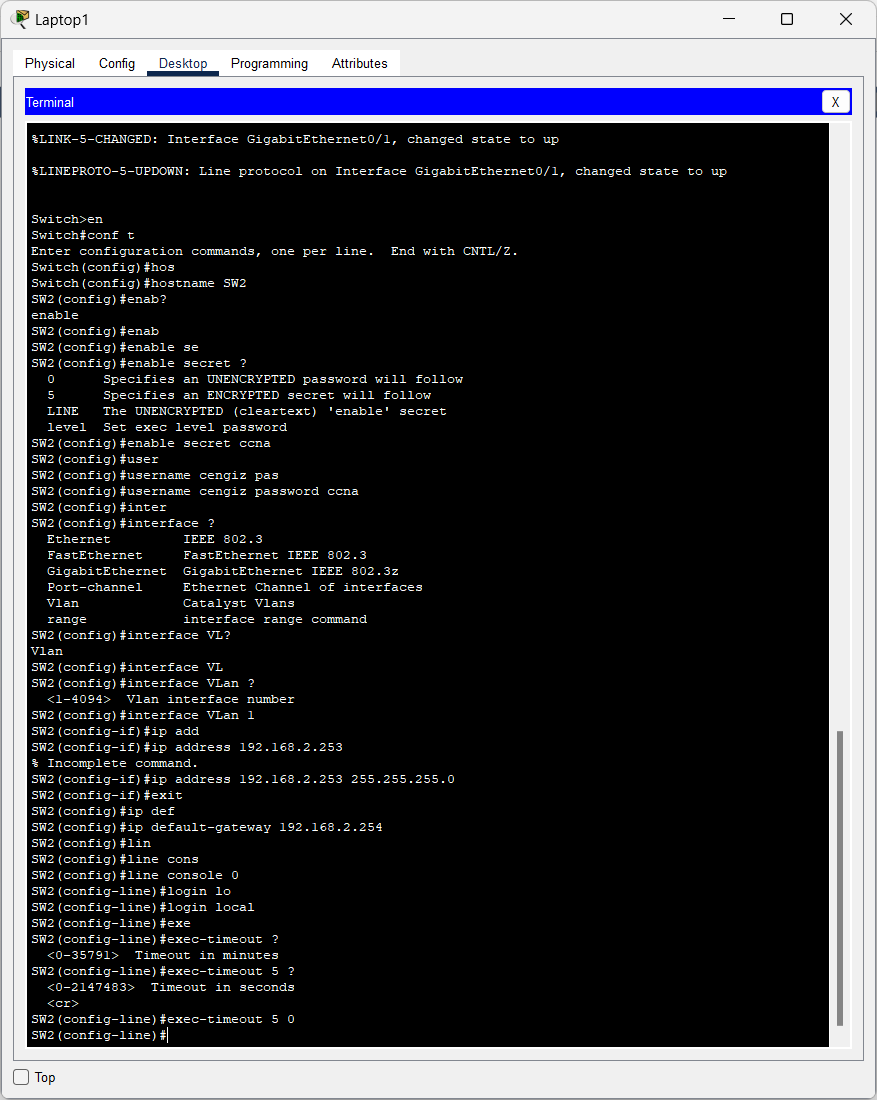 Laptop1
Physical Config Desktop Programming Attributes
Terminal X
%LINK-5-CHANGED: Interface GigabitEthernet0/1, changed state to up
%LINEPROTO-5-UPDOWN: Line protocol on Interface GigabitEthernet0/1, changed state to up
Switch>en
Switch#conf t
Enter configuration commands, one per line.  End with CNTL/Z.
Switch(config)#hos
Switch(config)#hostname SW2
SW2(config)#enab?
enable
SW2(config)#enab
SW2(config)#enable se
SW2(config)#enable secret ?
  0      Specifies an UNENCRYPTED password will follow
  5      Specifies an ENCRYPTED secret will follow
  LINE   The UNENCRYPTED (cleartext) 'enable' secret
  level  Set exec level password
SW2(config)#enable secret ccna
SW2(config)#user
SW2(config)#username cengiz pas
SW2(config)#username cengiz password ccna
SW2(config)#inter
SW2(config)#interface ?
  Ethernet         IEEE 802.3
  FastEthernet     FastEthernet IEEE 802.3
  GigabitEthernet  GigabitEthernet IEEE 802.3z
  Port-channel     Ethernet Channel of interfaces
  Vlan             Catalyst Vlans
  range            interface range command
SW2(config)#interface VL?
Vlan
SW2(config)#interface VL
SW2(config)#interface VLan ?
  <1-4094>  Vlan interface number
SW2(config)#interface VLan 1
SW2(config-if)#ip add
SW2(config-if)#ip address 192.168.2.253
% Incomplete command.
SW2(config-if)#ip address 192.168.2.253 255.255.255.0
SW2(config-if)#exit
SW2(config)#ip def
SW2(config)#ip default-gateway 192.168.2.254
SW2(config)#lin
SW2(config)#line cons
SW2(config)#line console 0
SW2(config-line)#login lo
SW2(config-line)#login local
SW2(config-line)#exe
SW2(config-line)#exec-timeout ?
  <0-35791>  Timeout in minutes
SW2(config-line)#exec-timeout 5 ?
  <0-2147483>  Timeout in seconds
  <cr>
SW2(config-line)#exec-timeout 5 0
SW2(config-line)#
Top